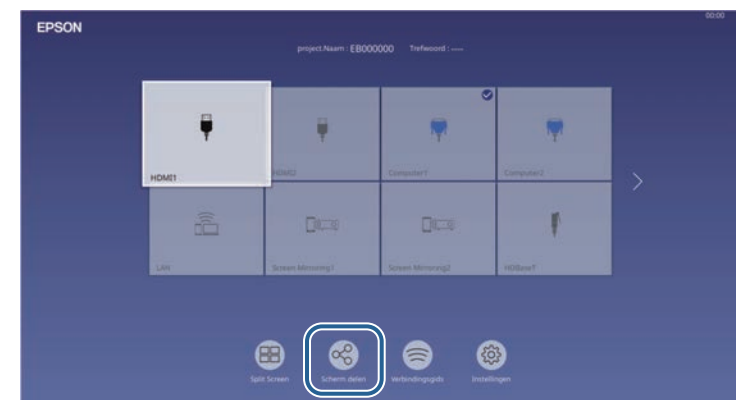 EPSON
00:00
project.Naam : EB000000 Trefwoord : ----
HDMI1
HDMI2
Computer1
Computer2
LAN
Screen Mirroring1
Screen Mirroring2
HDBaseT
Split Screen
Scherm delen
Verbindingsgids
Instellingen